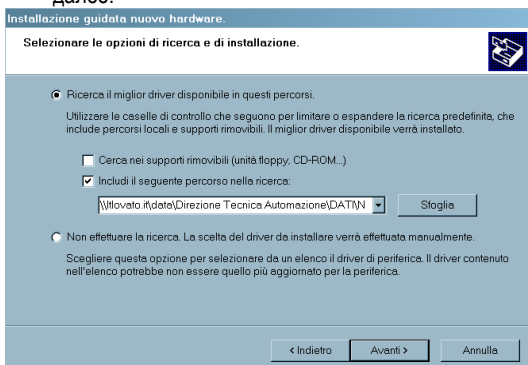 далее.
Installazione guidata nuovo hardware.
Selezionare le opzioni di ricerca e di installazione.
Ricerca il miglior driver disponibile in questi percorsi.
Utilizzare le caselle di controllo che seguono per limitare o espandere la ricerca predefinita, che
include percorsi locali e supporti rimovibili. Il miglior driver disponibile verrà installato.
Cerca nei supporti rimovibili (unità floppy, CD-ROM...)
Includi il seguente percorso nella ricerca:
\\ltlovato.it\data\Direzione Tecnica Automazione\DATI\N
Sfoglia
Non effettuare la ricerca. La scelta del driver da installare verrà effettuata manualmente.
Scegliere questa opzione per selezionare da un elenco il driver di periferica. Il driver contenuto
nell'elenco potrebbe non essere quello più aggiornato per la periferica.
< Indietro
Avanti >
Annulla